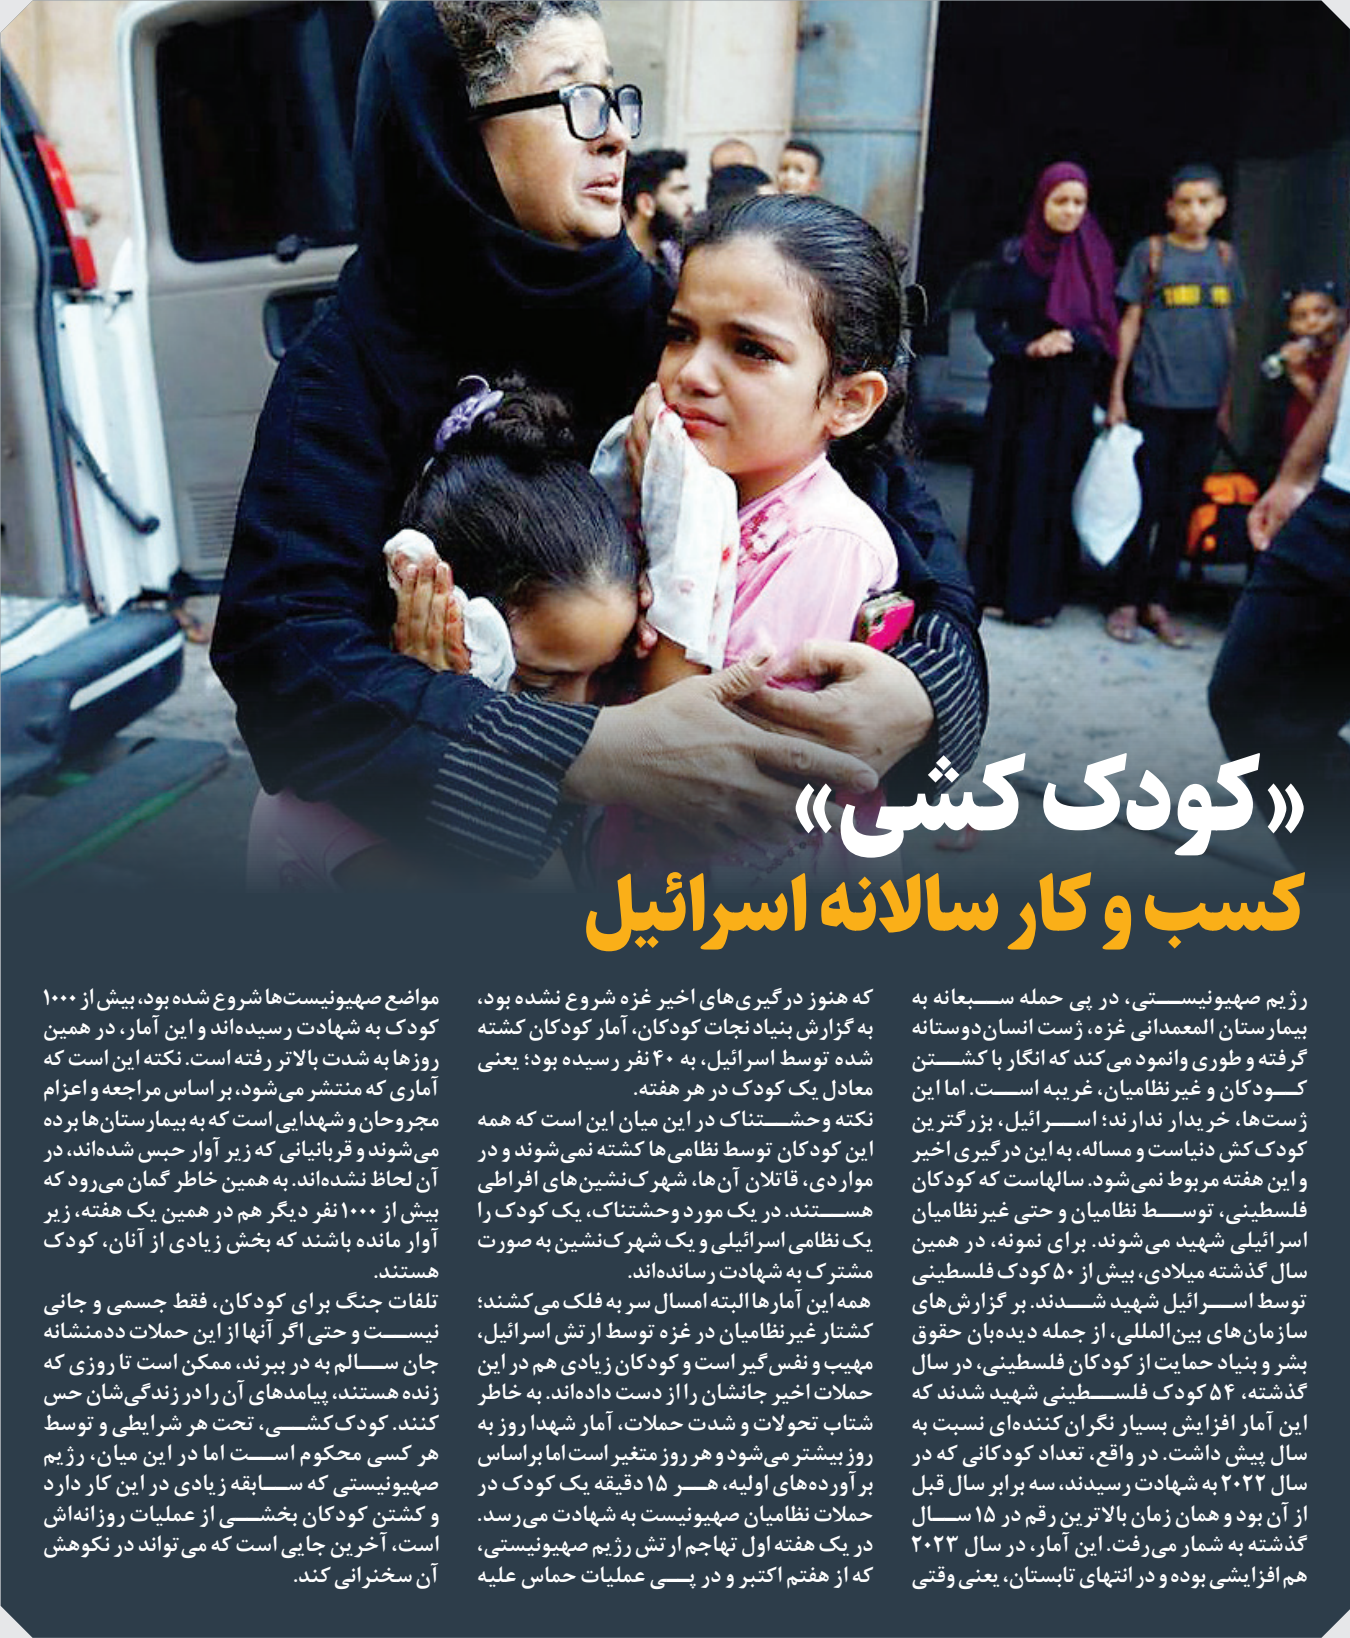 «کودک کشی»
کسب و کار سالانه اسرائیل
رژیم صهیونیستی، در پی حمله سبعانه به
بیمارستان المعمدانی غزه، ژست انسان‌دوستانه
گرفته و طوری وانمود می‌کند که انگار با کشتن
کودکان و غیرنظامیان، غریبه است. اما این
ژست‌ها، خریدار ندارند؛ اسرائیل، بزرگترین
کودک‌کش دنیاست و مساله، به این درگیری اخیر
و این هفته مربوط نمی‌شود. سالهاست که کودکان
فلسطینی، توسط نظامیان و حتی غیرنظامیان
اسرائیلی شهید می‌شوند. برای نمونه، در همین
سال گذشته میلادی، بیش از ۵۰ کودک فلسطینی
توسط اسرائیل شهید شدند. بر گزارش‌های
سازمان‌های بین‌المللی، از جمله دیده‌بان حقوق
بشر و بنیاد حمایت از کودکان فلسطینی، در سال
گذشته، ۵۴ کودک فلسطینی شهید شدند که
این آمار افزایش بسیار نگران‌کننده‌ای نسبت به
سال پیش داشت. در واقع، تعداد کودکانی که در
سال ۲۰۲۲ به شهادت رسیدند، سه برابر سال قبل
از آن بود و همان زمان بالاترین رقم در ۱۵ سال
گذشته به شمار می‌رفت. این آمار، در سال ۲۰۲۳
هم افزایشی بوده و در انتهای تابستان، یعنی وقتی
که هنوز درگیری‌های اخیر غزه شروع نشده بود،
به گزارش بنیاد نجات کودکان، آمار کودکان کشته
شده توسط اسرائیل، به ۴۰ نفر رسیده بود؛ یعنی
معادل یک کودک در هر هفته.
نکته وحشتناک در این میان این است که همه
این کودکان توسط نظامی‌ها کشته نمی‌شوند و در
مواردی، قاتلان آن‌ها، شهرک‌نشین‌های افراطی
هستند. در یک مورد وحشتناک، یک کودک را
یک نظامی اسرائیلی و یک شهرک‌نشین به صورت
مشترک به شهادت رسانده‌اند.
همه این آمارها البته امسال سر به فلک می‌کشند؛
کشتار غیرنظامیان در غزه توسط ارتش اسرائیل،
مهیب و نفس‌گیر است و کودکان زیادی هم در این
حملات اخیر جانشان را از دست داده‌اند. به خاطر
شتاب تحولات و شدت حملات، آمار شهدا روز به
روز بیشتر می‌شود و هر روز متغیر است اما بر اساس
برآورده‌های اولیه، هر ۱۵ دقیقه یک کودک در
حملات نظامیان صهیونیست به شهادت می‌رسد.
در یک هفته اول تهاجم ارتش رژیم صهیونیستی،
که از هفتم اکتبر و در پی عملیات حماس علیه
مواضع صهیونیست‌ها شروع شده بود، بیش از ۱۰۰۰
کودک به شهادت رسیده‌اند و این آمار، در همین
روزها به شدت بالاتر رفته است. نکته این است که
آماری که منتشر می‌شود، بر اساس مراجعه و اعزام
مجروحان و شهدایی است که به بیمارستان‌ها برده
می‌شوند و قربانیانی که زیر آوار حبس شده‌اند، در
آن لحاظ نشده‌اند. به همین خاطر گمان می‌رود که
بیش از ۱۰۰۰ نفر دیگر هم در همین یک هفته، زیر
آوار مانده باشند که بخش زیادی از آنان، کودک
هستند.
تلفات جنگ برای کودکان، فقط جسمی و جانی
نیست و حتی اگر آنها از این حملات ددمنشانه
جان سالم به در ببرند، ممکن است تا روزی که
زنده هستند، پیامدهای آن را در زندگی‌شان حس
کنند. کودک‌کشی، تحت هر شرایطی و توسط
هر کسی محکوم است اما در این میان، رژیم
صهیونیستی که سابقه زیادی در این کار دارد
و کشتن کودکان بخشی از عملیات روزانه‌اش
است، آخرین جایی است که می‌تواند در نکوهش
آن سخنرانی کند.